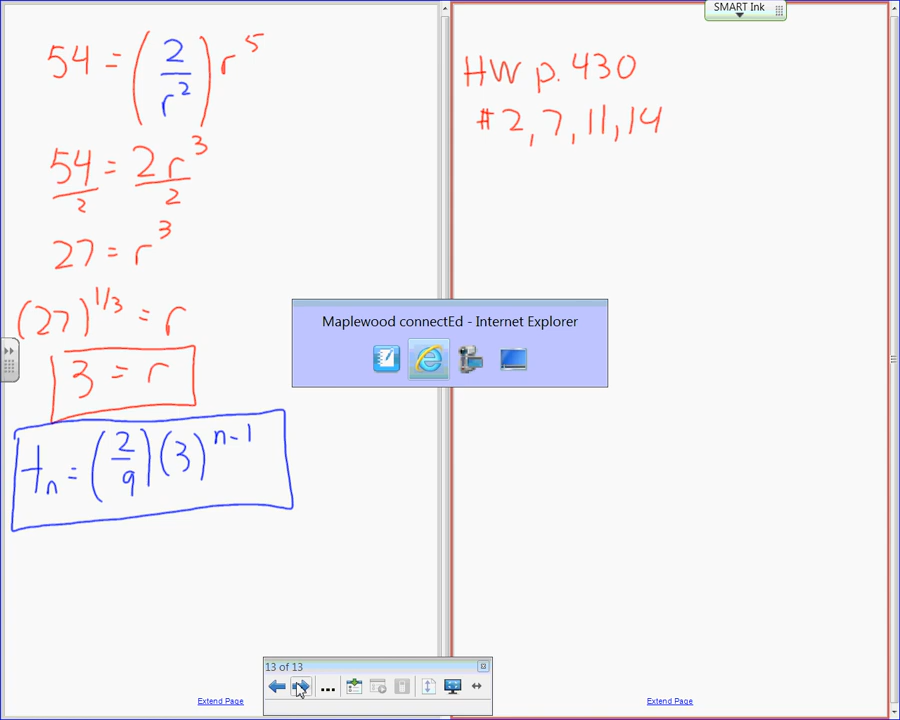 54 = (2/r²) r⁵
54/2 = 2r³/2
27 = r³
(27)^1/3 = r
3 = r
tn = (2/9)(3)^n-1
SMART Ink
HW p. 430
#2, 7, 11, 14
Maplewood connectEd - Internet Explorer
13 of 13
Extend Page
Extend Page